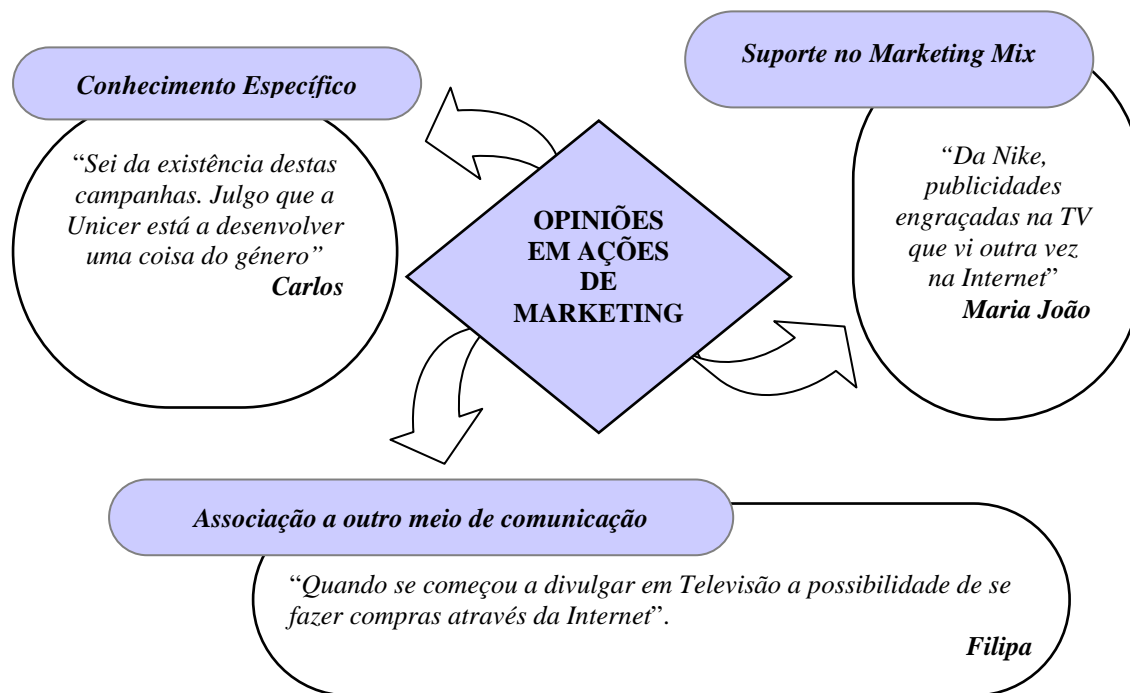 Conhecimento Específico
“Sei da existência destas
campanhas. Julgo que a
Unicer está a desenvolver
uma coisa do género”
Carlos
Suporte no Marketing Mix
“Da Nike,
publicidades
engraçadas na TV
que vi outra vez
na Internet”
Maria João
OPINIÕES
EM AÇÕES
DE
MARKETING
Associação a outro meio de comunicação
“Quando se começou a divulgar em Televisão a possibilidade de se
fazer compras através da Internet”.
Filipa